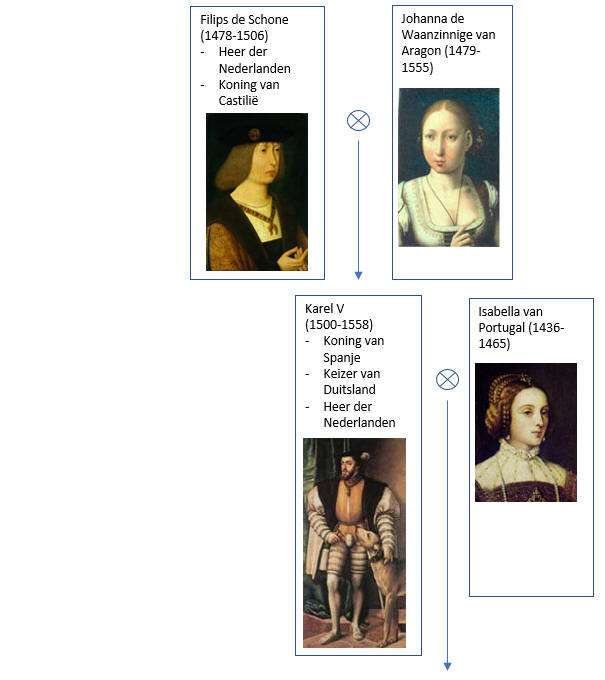 Filips de Schone
(1478-1506)
- Heer der
Nederlanden
- Koning van
Castilië
Johanna de
Waanzinnige van
Aragon (1479-
1555)
Karel V
(1500-1558)
- Koning van
Spanje
- Keizer van
Duitsland
- Heer der
Nederlanden
Isabella van
Portugal (1436-
1465)